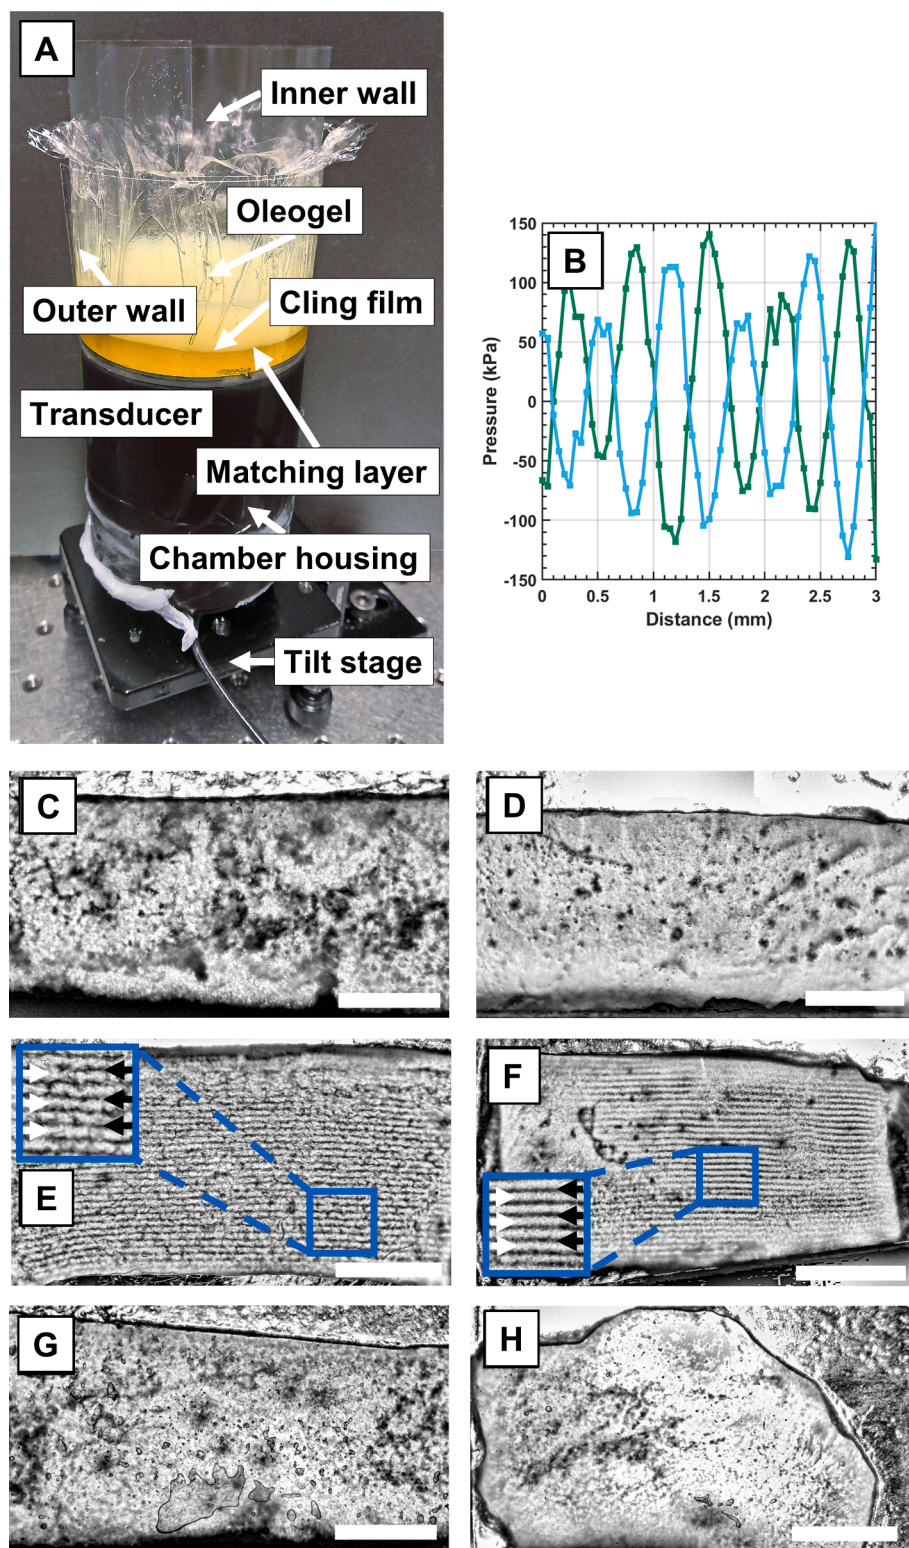 A
Inner wall
Oleogel
Outer wall
Cling film
Transducer
Matching layer
Chamber housing
Tilt stage
B
150
100
50
0
-50
-100
-150
Pressure (kPa)
0 0.5 1 1.5 2 2.5 3
Distance (mm)
C
D
E
F
G
H